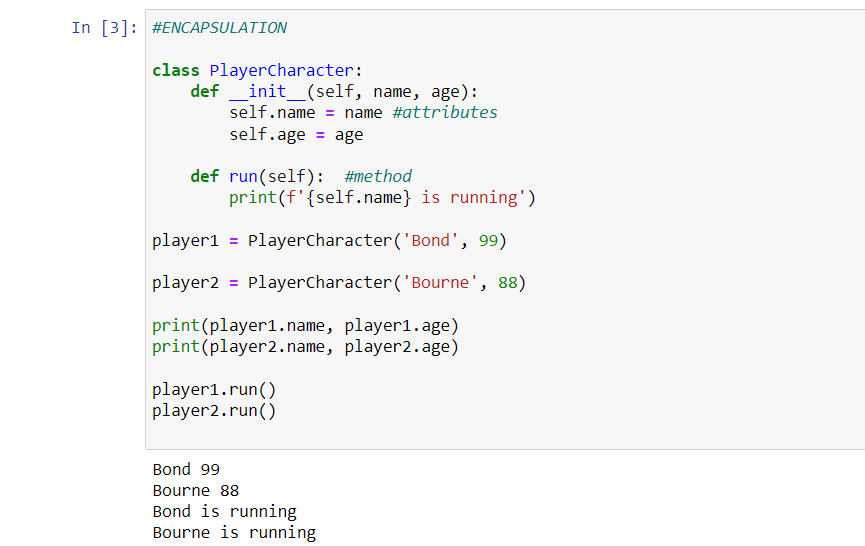 In [3]: #ENCAPSULATION
class PlayerCharacter:
    def __init__(self, name, age):
        self.name = name #attributes
        self.age = age
    def run(self):  #method
        print(f'{self.name} is running')
player1 = PlayerCharacter('Bond', 99)
player2 = PlayerCharacter('Bourne', 88)
print(player1.name, player1.age)
print(player2.name, player2.age)
player1.run()
player2.run()
Bond 99
Bourne 88
Bond is running
Bourne is running